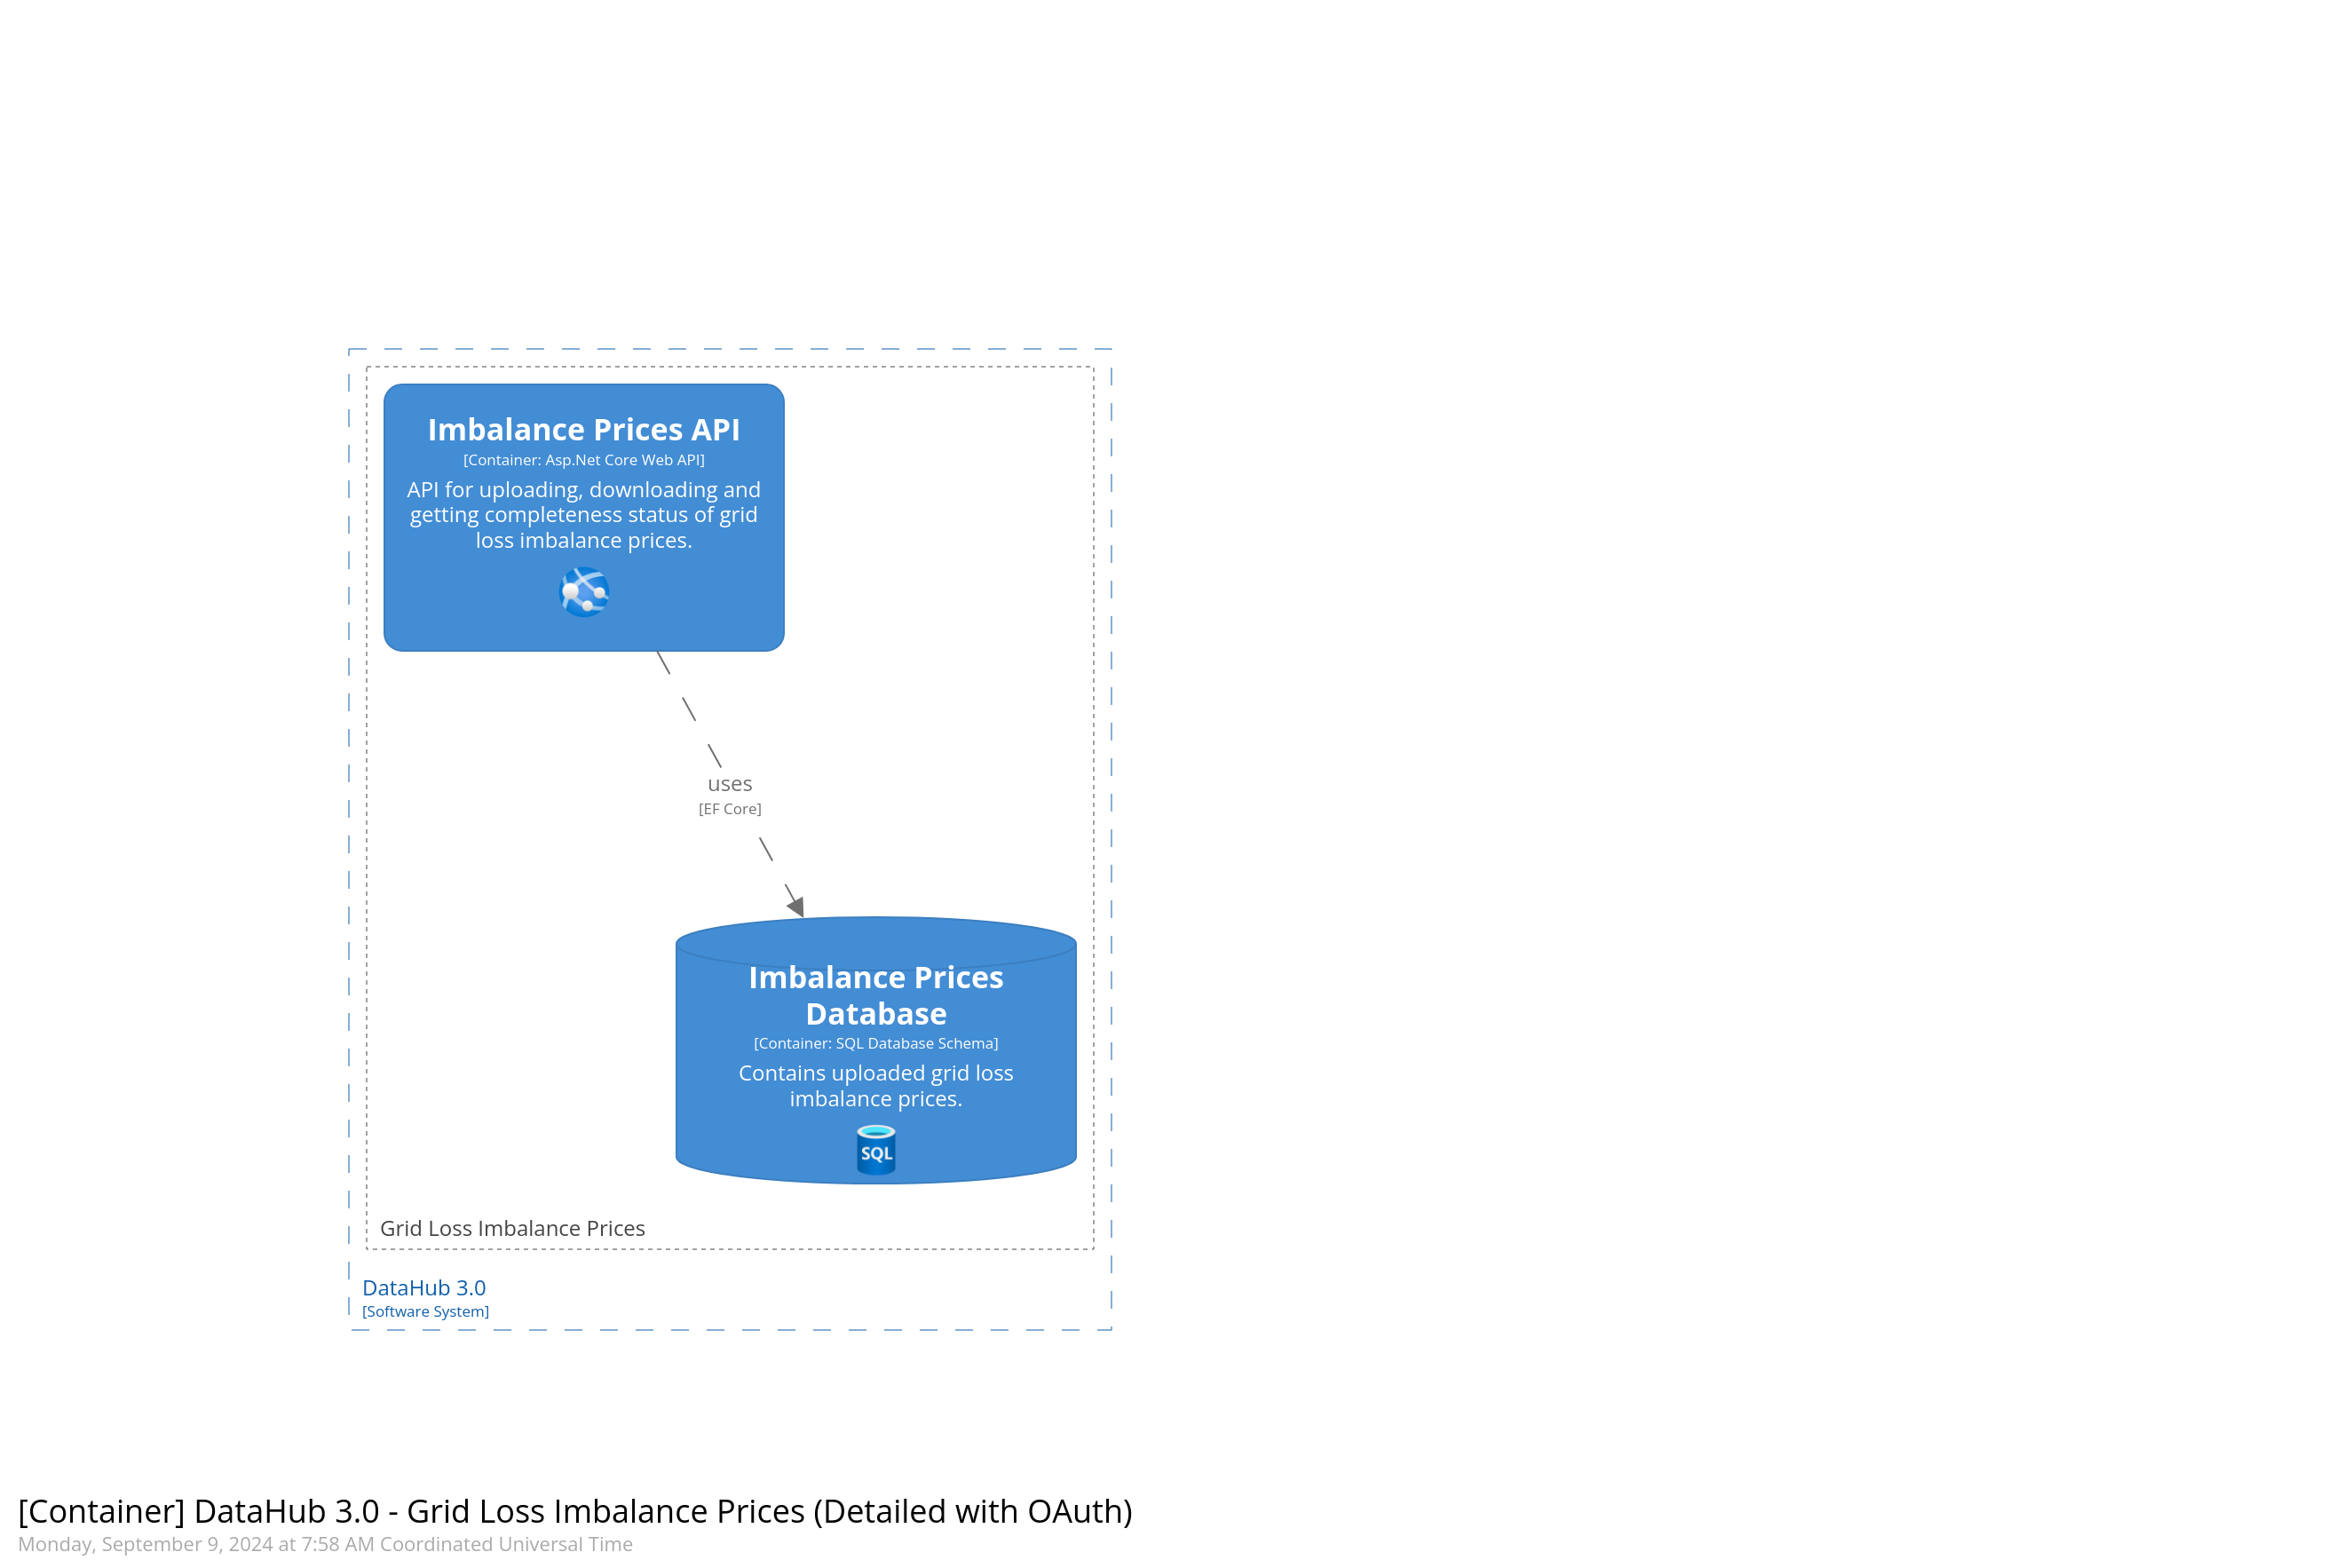 Imbalance Prices API
[Container: Asp.Net Core Web API]
API for uploading, downloading and
getting completeness status of grid
loss imbalance prices.
uses
[EF Core]
Imbalance Prices
Database
[Container: SQL Database Schema]
Contains uploaded grid loss
imbalance prices.
SQL
Grid Loss Imbalance Prices
DataHub 3.0
[Software System]
[Container] DataHub 3.0 - Grid Loss Imbalance Prices (Detailed with OAuth)
Monday, September 9, 2024 at 7:58 AM Coordinated Universal Time